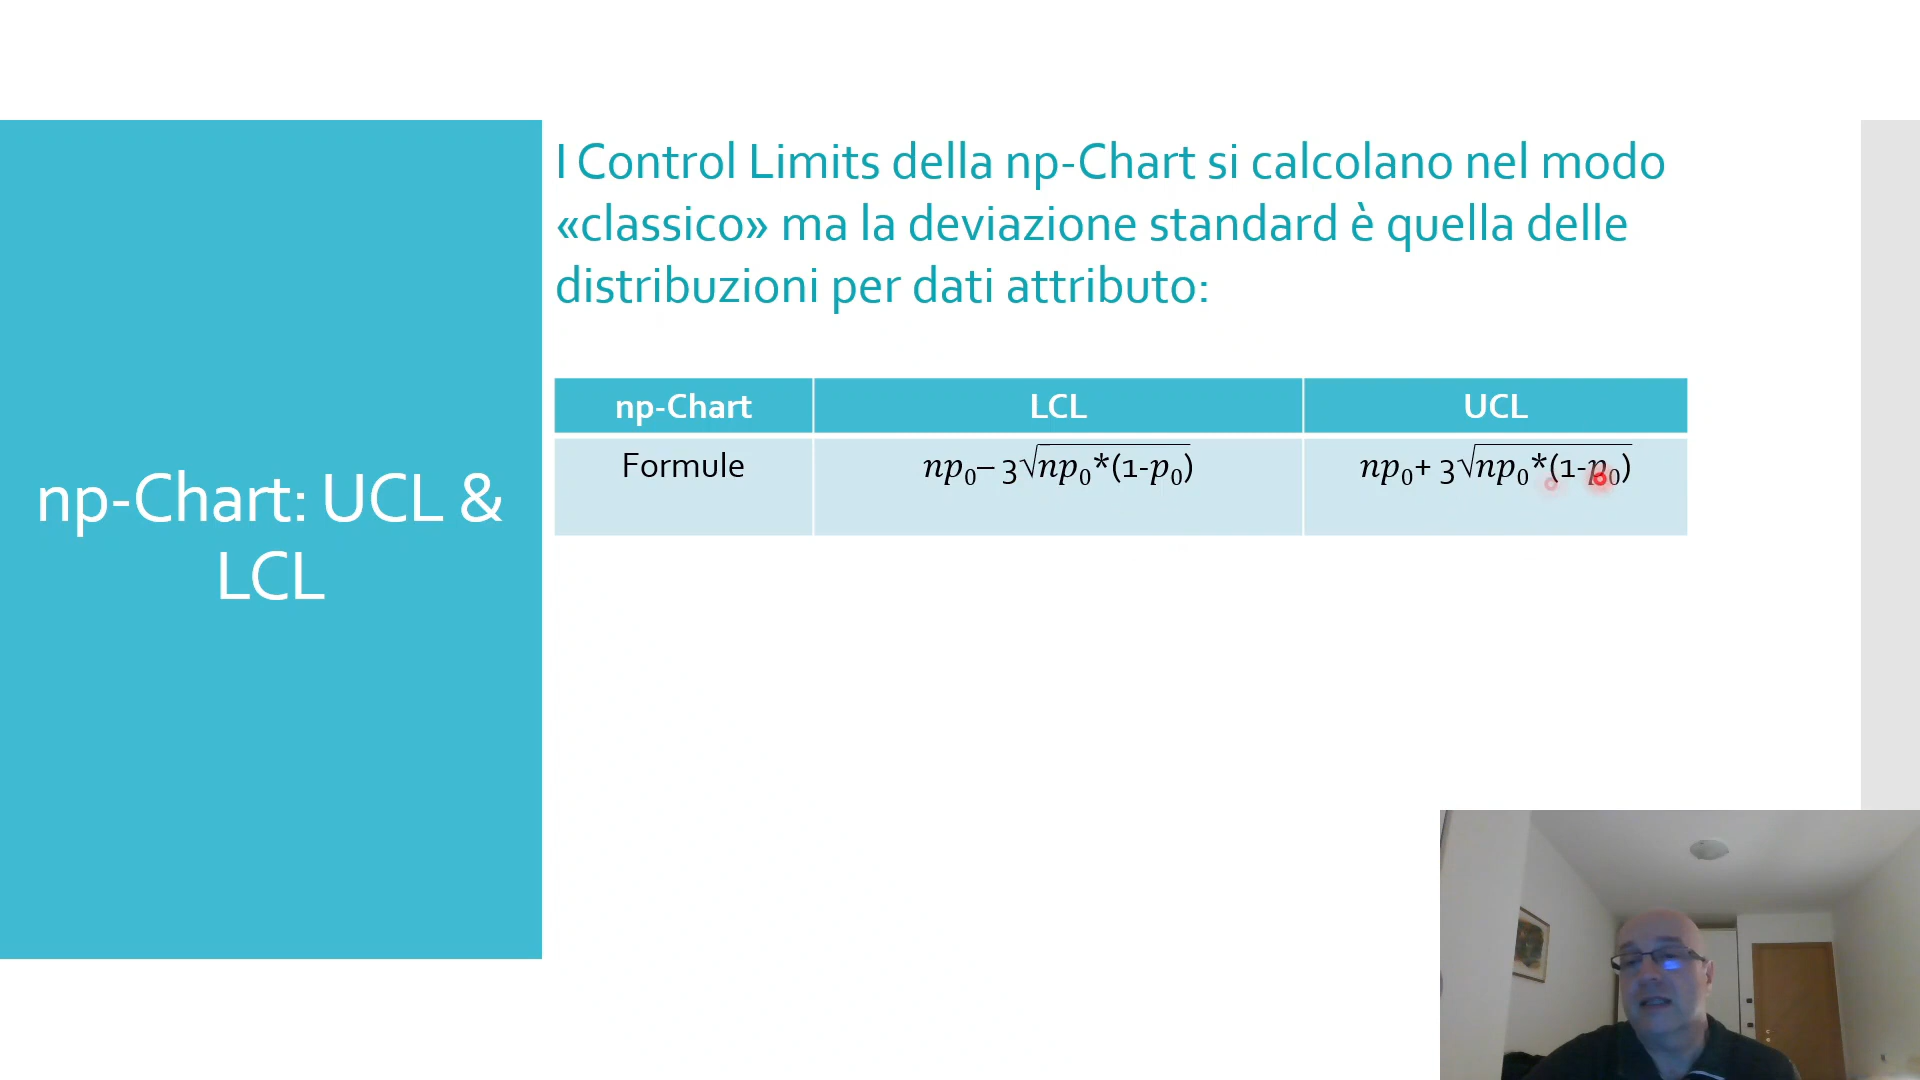 np-Chart: UCL &
LCL
I Control Limits della np-Chart si calcolano nel modo
«classico» ma la deviazione standard è quella delle
distribuzioni per dati attributo:
np-Chart LCL UCL
Formule np₀– 3√np₀*(1-p₀) np₀+ 3√np₀*(1-p₀)